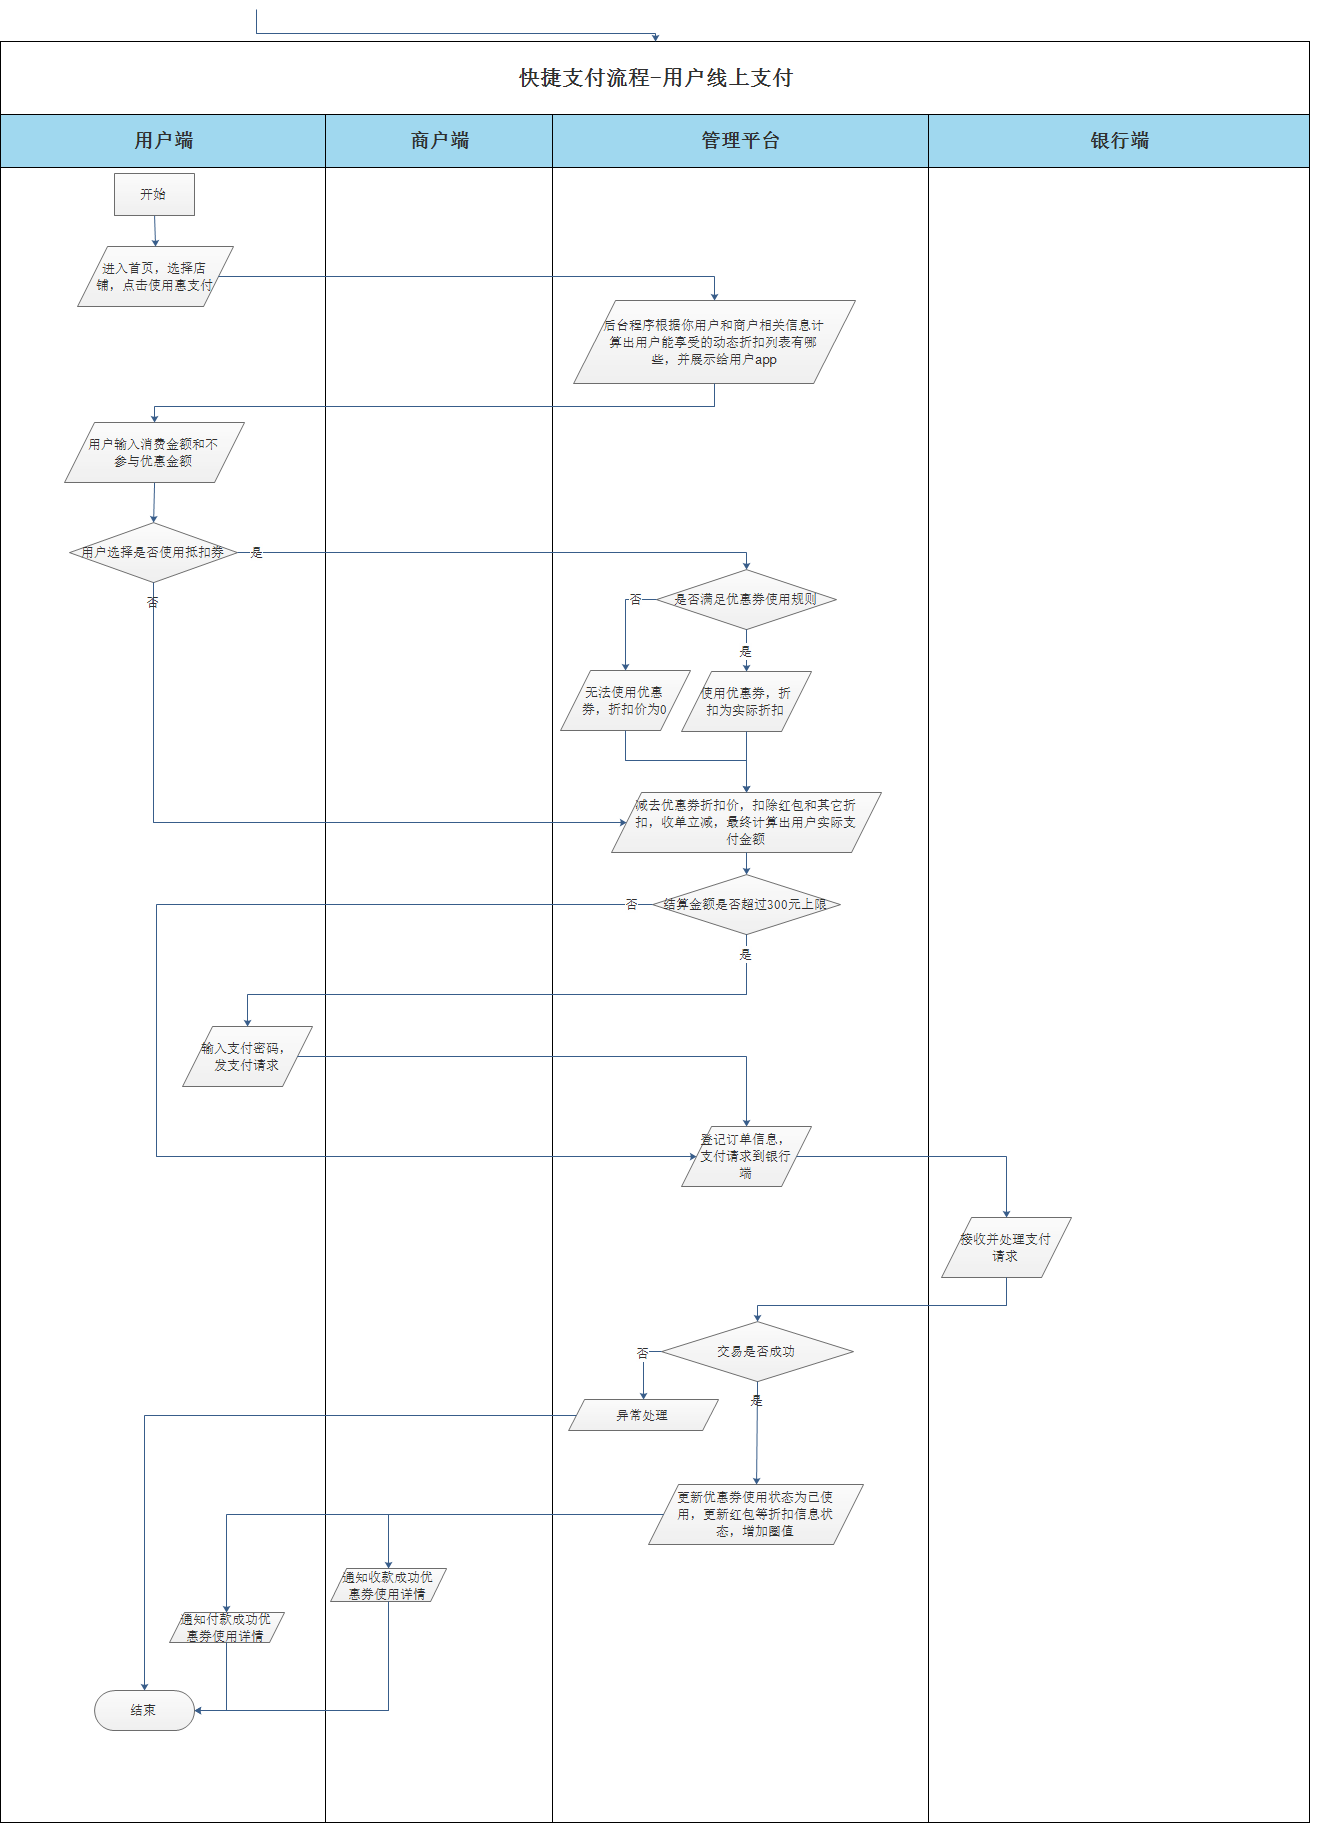 快捷支付流程-用户线上支付
用户端
商户端
管理平台
银行端
开始
进入首页，选择店
铺，点击使用惠支付
后台程序根据你用户和商户相关信息计
算出用户能享受的动态折扣列表有哪
些，并展示给用户app
用户输入消费金额和不
参与优惠金额
用户选择是否使用抵扣券
是
否
是否满足优惠券使用规则
否
是
无法使用优惠
券，折扣价为0
使用优惠券，折
扣为实际折扣
减去优惠券折扣价，扣除红包和其它折
扣，收单立减，最终计算出用户实际支
付金额
结算金额是否超过300元上限
否
是
输入支付密码，
发支付请求
登记订单信息，
支付请求到银行
端
接收并处理支付
请求
交易是否成功
否
是
异常处理
更新优惠券使用状态为已使
用，更新红包等折扣信息状
态，增加圈值
通知收款成功优
惠券使用详情
通知付款成功优
惠券使用详情
结束